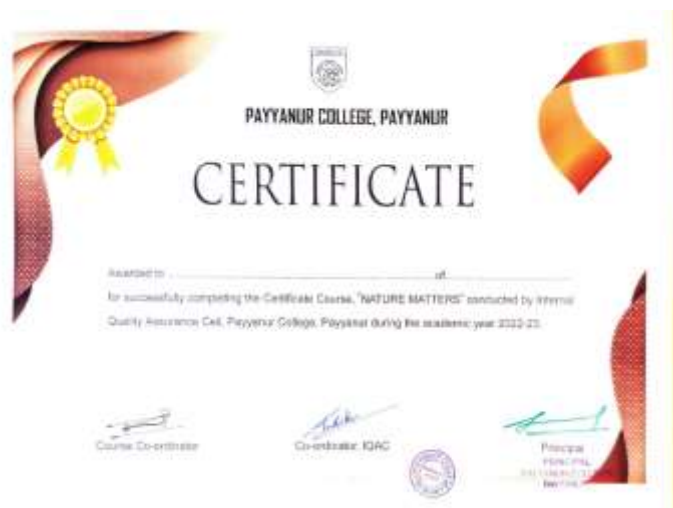 PAYYANUR COLLEGE, PAYYANUR
CERTIFICATE
Awarded to of
for successfully completing the Certificate Course, "NATURE MATTERS" conducted by Internal
Quality Assurance Cell, Payyanur College, Payyanur during the academic year 2022-23.
Course Co-ordinator
Co-ordinator, IQAC
Principal
PRINCIPAL